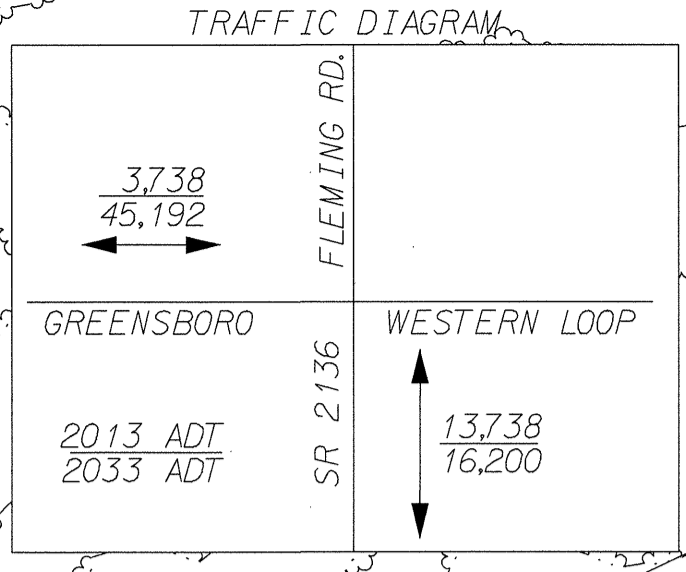 TRAFFIC DIAGRAM
FLEMING RD.
3,738
45,192
GREENSBORO
WESTERN LOOP
SR 2136
2013 ADT
2033 ADT
13,738
16,200